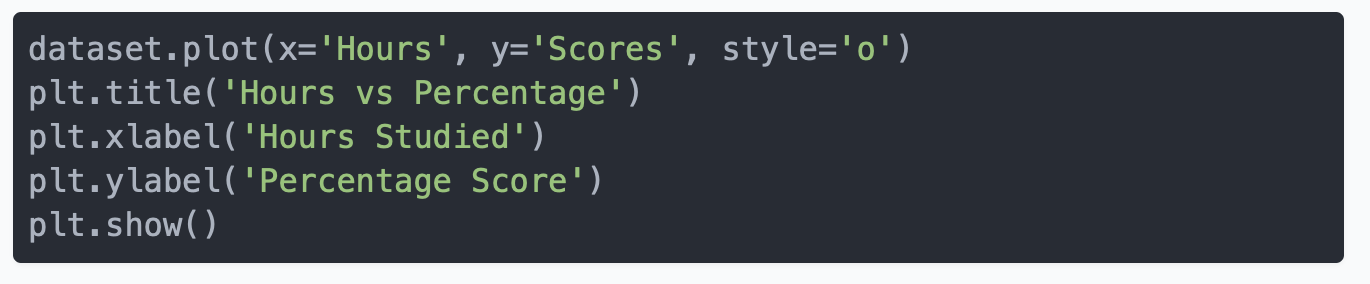 dataset.plot(x='Hours', y='Scores', style='o')
plt.title('Hours vs Percentage')
plt.xlabel('Hours Studied')
plt.ylabel('Percentage Score')
plt.show()